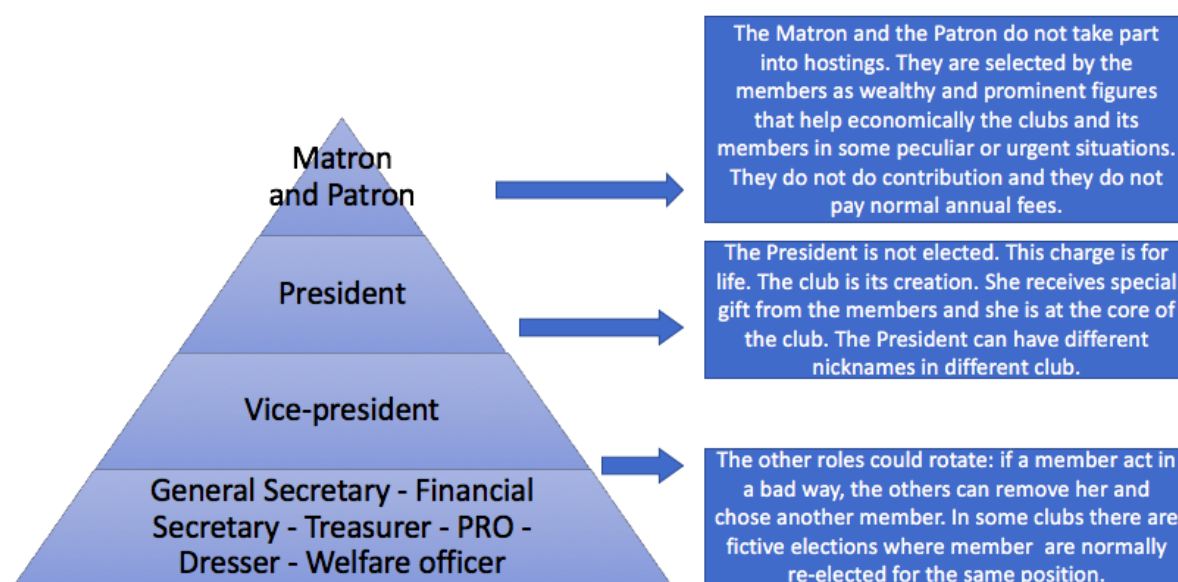 Matron
and Patron
The Matron and the Patron do not take part
into hostings. They are selected by the
members as wealthy and prominent figures
that help economically the clubs and its
members in some peculiar or urgent situations.
They do not do contribution and they do not
pay normal annual fees.
President
The President is not elected. This charge is for
life. The club is its creation. She receives special
gift from the members and she is at the core of
the club. The President can have different
nicknames in different club.
Vice-president
General Secretary - Financial
Secretary - Treasurer - PRO -
Dresser - Welfare officer
The other roles could rotate: if a member act in
a bad way, the others can remove her and
chose another member. In some clubs there are
fictive elections where member are normally
re-elected for the same position.